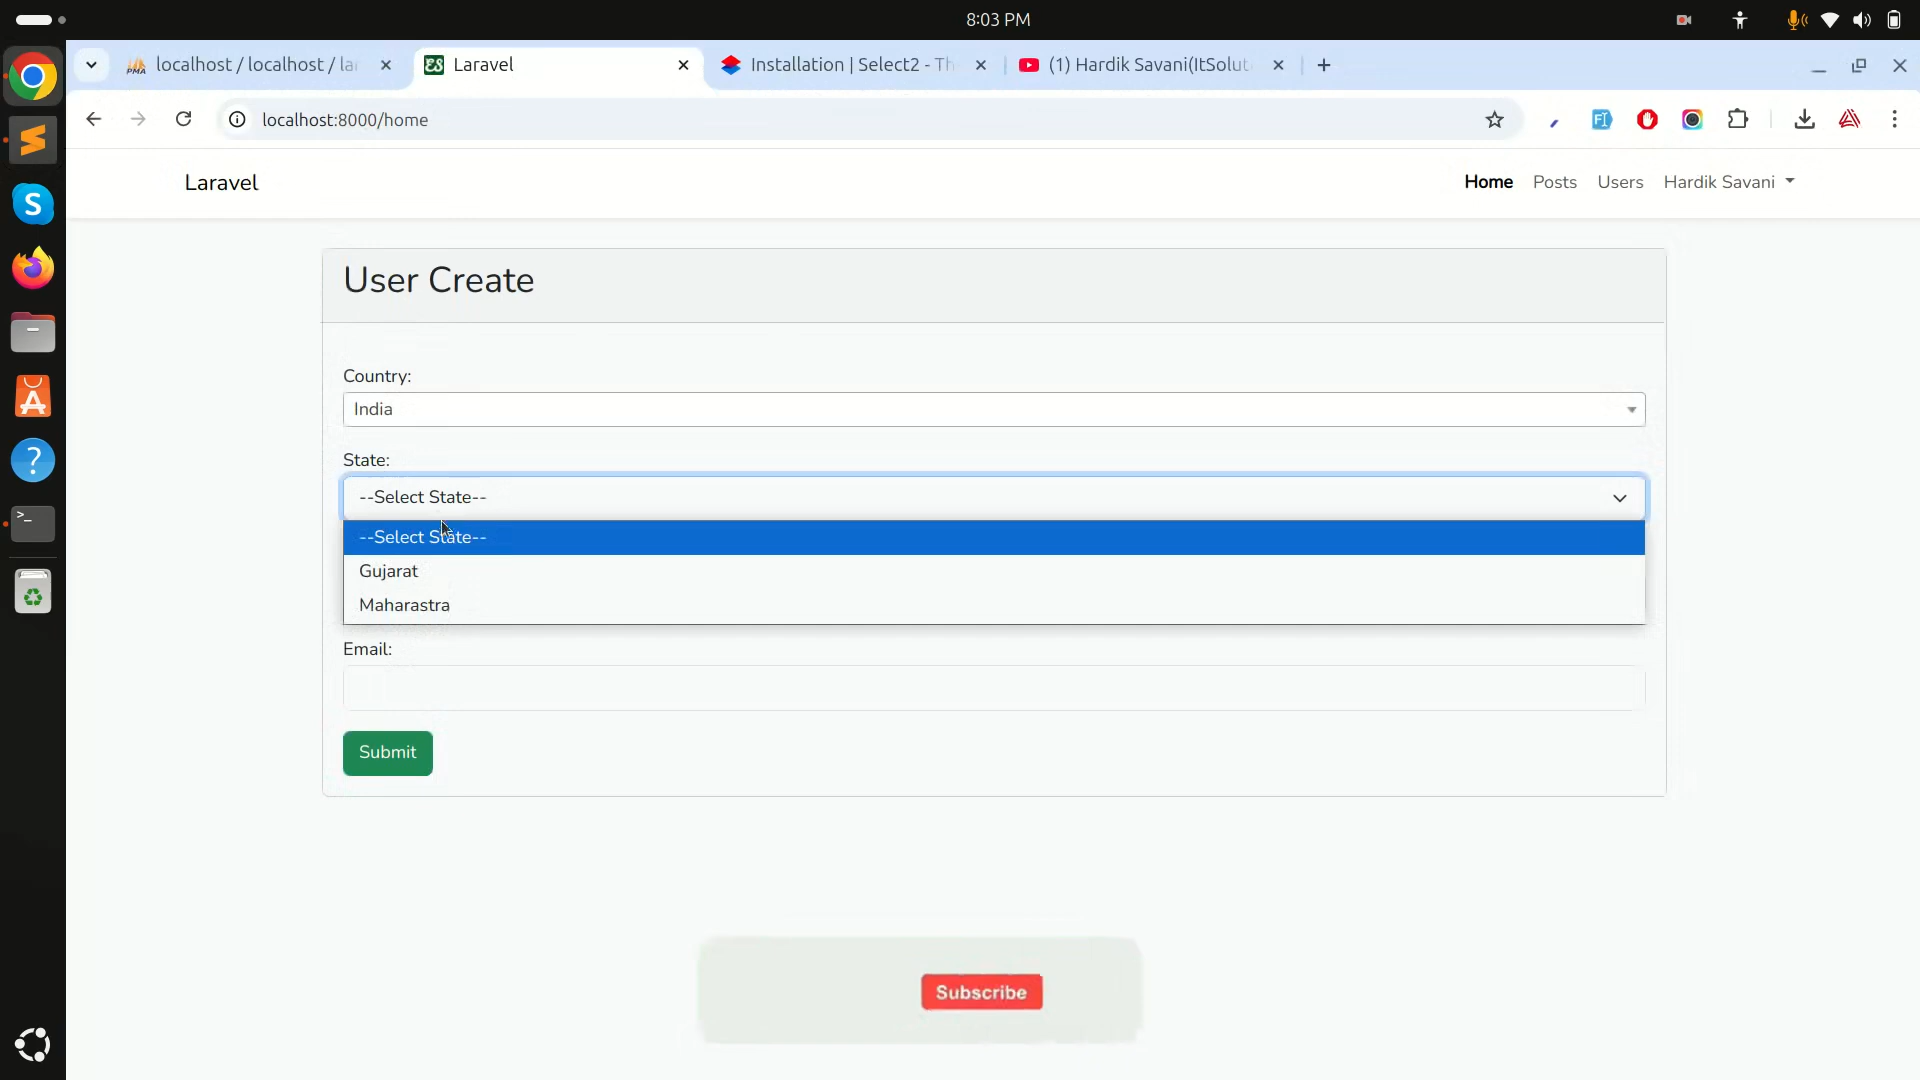 8:03 PM
localhost / localhost / la
Laravel
Installation | Select2 - Th
(1) Hardik Savani(ItSolut
localhost:8000/home
Laravel
Home
Posts
Users
Hardik Savani
User Create
Country:
India
State:
--Select State--
--Select State--
Gujarat
Maharastra
Email:
Submit
Subscribe